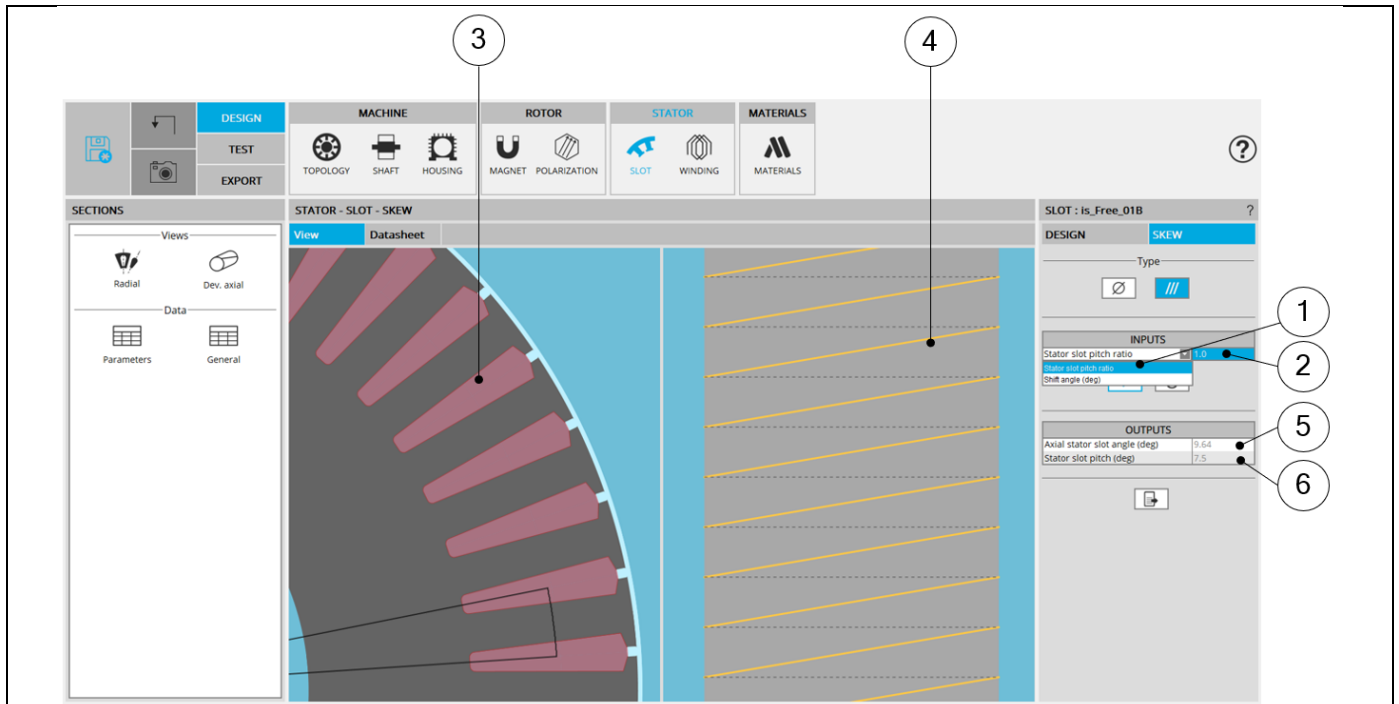 3
4
DESIGN
TEST
EXPORT
MACHINE
ROTOR
STATOR
MATERIALS
TOPOLOGY
SHAFT
HOUSING
MAGNET
POLARIZATION
SLOT
WINDING
MATERIALS
?
SECTIONS
STATOR - SLOT - SKEW
SLOT : is_Free_01B
?
Views
Radial
Dev. axial
Data
Parameters
General
View
Datasheet
DESIGN
SKEW
Type
INPUTS
Stator slot pitch ratio 1.0
Stator slot pitch ratio
Shift angle (deg)
1
2
OUTPUTS
Axial stator slot angle (deg) 9.64
Stator slot pitch (deg) 7.5
5
6